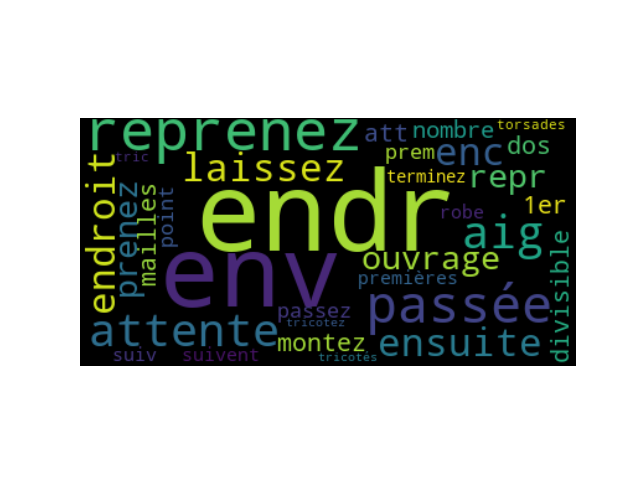 reprenez
att
nombre
torsades
tric
laissez
prem
enc
dos
endroit
prenez
mailles
point
endr
terminez
repr
robe
1er
aig
env
ouvrage
premières
passée
divisible
attente
passez
tricotez
montez
ensuite
suiv
suivent
tricotés